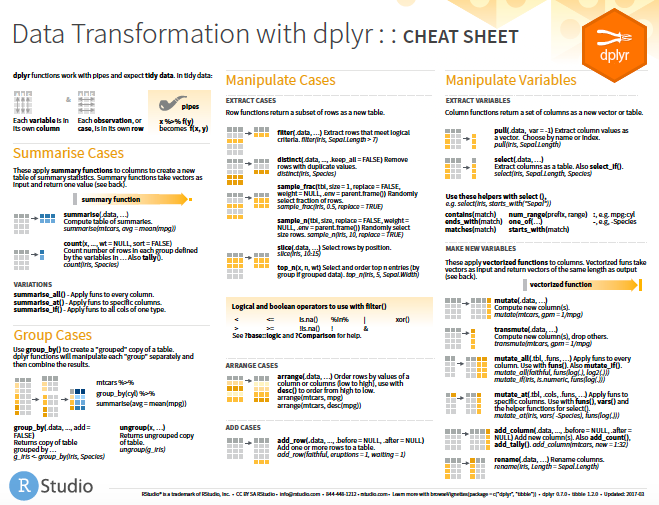 Data Transformation with dplyr : : CHEAT SHEET
dplyr
dplyr functions work with pipes and expect tidy data. In tidy data:
&
pipes
Each variable is in
its own column
Each observation, or
case, is in its own row
x %>% f(y)
becomes f(x, y)
Summarise Cases
These apply summary functions to columns to create a new
table of summary statistics. Summary functions take vectors as
input and return one value (see back).
summary function
summarise(.data, …)
Compute table of summaries.
summarise(mtcars, avg = mean(mpg))
count(x, ..., wt = NULL, sort = FALSE)
Count number of rows in each group defined
by the variables in … Also tally().
count(iris, Species)
VARIATIONS
summarise_all() - Apply funs to every column.
summarise_at() - Apply funs to specific columns.
summarise_if() - Apply funs to all cols of one type.
Group Cases
Use group_by() to create a "grouped" copy of a table.
dplyr functions will manipulate each "group" separately and
then combine the results.
mtcars %>%
group_by(cyl) %>%
summarise(avg = mean(mpg))
group_by(.data, ..., add =
FALSE)
Returns copy of table
grouped by …
g_iris <- group_by(iris, Species)
ungroup(x, …)
Returns ungrouped copy
of table.
ungroup(g_iris)
Manipulate Cases
EXTRACT CASES
Row functions return a subset of rows as a new table.
filter(.data, …) Extract rows that meet logical
criteria. filter(iris, Sepal.Length > 7)
distinct(.data, ..., .keep_all = FALSE) Remove
rows with duplicate values.
distinct(iris, Species)
sample_frac(tbl, size = 1, replace = FALSE,
weight = NULL, .env = parent.frame()) Randomly
select fraction of rows.
sample_frac(iris, 0.5, replace = TRUE)
sample_n(tbl, size, replace = FALSE, weight =
NULL, .env = parent.frame()) Randomly select
size rows. sample_n(iris, 10, replace = TRUE)
slice(.data, …) Select rows by position.
slice(iris, 10:15)
top_n(x, n, wt) Select and order top n entries (by
group if grouped data). top_n(iris, 5, Sepal.Width)
Logical and boolean operators to use with filter()
< <= is.na() %in% | xor()
> >= !is.na() ! &
See ?base::logic and ?Comparison for help.
ARRANGE CASES
arrange(.data, …) Order rows by values of a
column or columns (low to high), use with
desc() to order from high to low.
arrange(mtcars, mpg)
arrange(mtcars, desc(mpg))
ADD CASES
add_row(.data, ..., .before = NULL, .after = NULL)
Add one or more rows to a table.
add_row(faithful, eruptions = 1, waiting = 1)
Manipulate Variables
EXTRACT VARIABLES
Column functions return a set of columns as a new vector or table.
pull(.data, var = -1) Extract column values as
a vector. Choose by name or index.
pull(iris, Sepal.Length)
select(.data, …)
Extract columns as a table. Also select_if().
select(iris, Sepal.Length, Species)
Use these helpers with select (),
e.g. select(iris, starts_with("Sepal"))
contains(match) num_range(prefix, range) :, e.g. mpg:cyl
ends_with(match) one_of(…) -, e.g, -Species
matches(match) starts_with(match)
MAKE NEW VARIABLES
These apply vectorized functions to columns. Vectorized funs take
vectors as input and return vectors of the same length as output
(see back).
vectorized function
mutate(.data, …)
Compute new column(s).
mutate(mtcars, gpm = 1/mpg)
transmute(.data, …)
Compute new column(s), drop others.
transmute(mtcars, gpm = 1/mpg)
mutate_all(.tbl, .funs, …) Apply funs to every
column. Use with funs(). Also mutate_if().
mutate_all(faithful, funs(log(.), log2(.)))
mutate_if(iris, is.numeric, funs(log(.)))
mutate_at(.tbl, .cols, .funs, …) Apply funs to
specific columns. Use with funs(), vars() and
the helper functions for select().
mutate_at(iris, vars( -Species), funs(log(.)))
add_column(.data, ..., .before = NULL, .after =
NULL) Add new column(s). Also add_count(),
add_tally(). add_column(mtcars, new = 1:32)
rename(.data, …) Rename columns.
rename(iris, Length = Sepal.Length)
R Studio
RStudio® is a trademark of RStudio, Inc. • CC BY SA RStudio • info@rstudio.com • 844-448-1212 • rstudio.com • Learn more with browseVignettes(package = c("dplyr", "tibble")) • dplyr 0.7.0 • tibble 1.2.0 • Updated: 2017-03